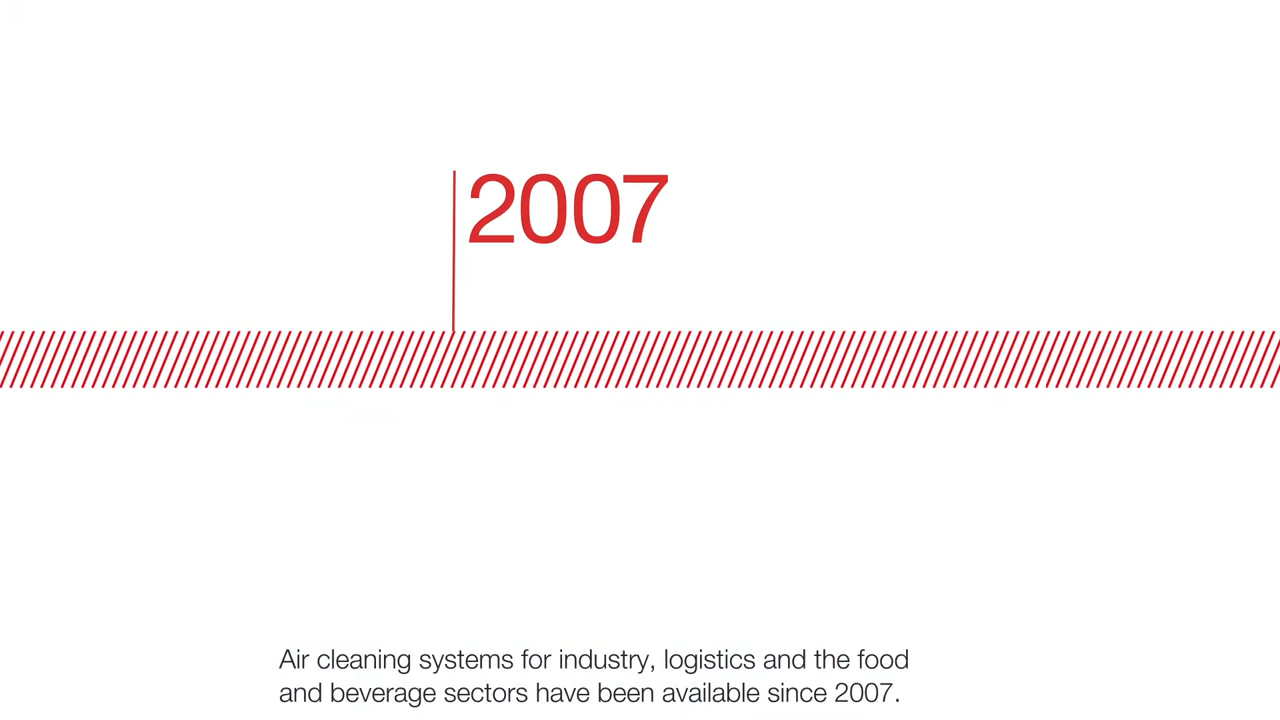 2007
Air cleaning systems for industry, logistics and the food
and beverage sectors have been available since 2007.